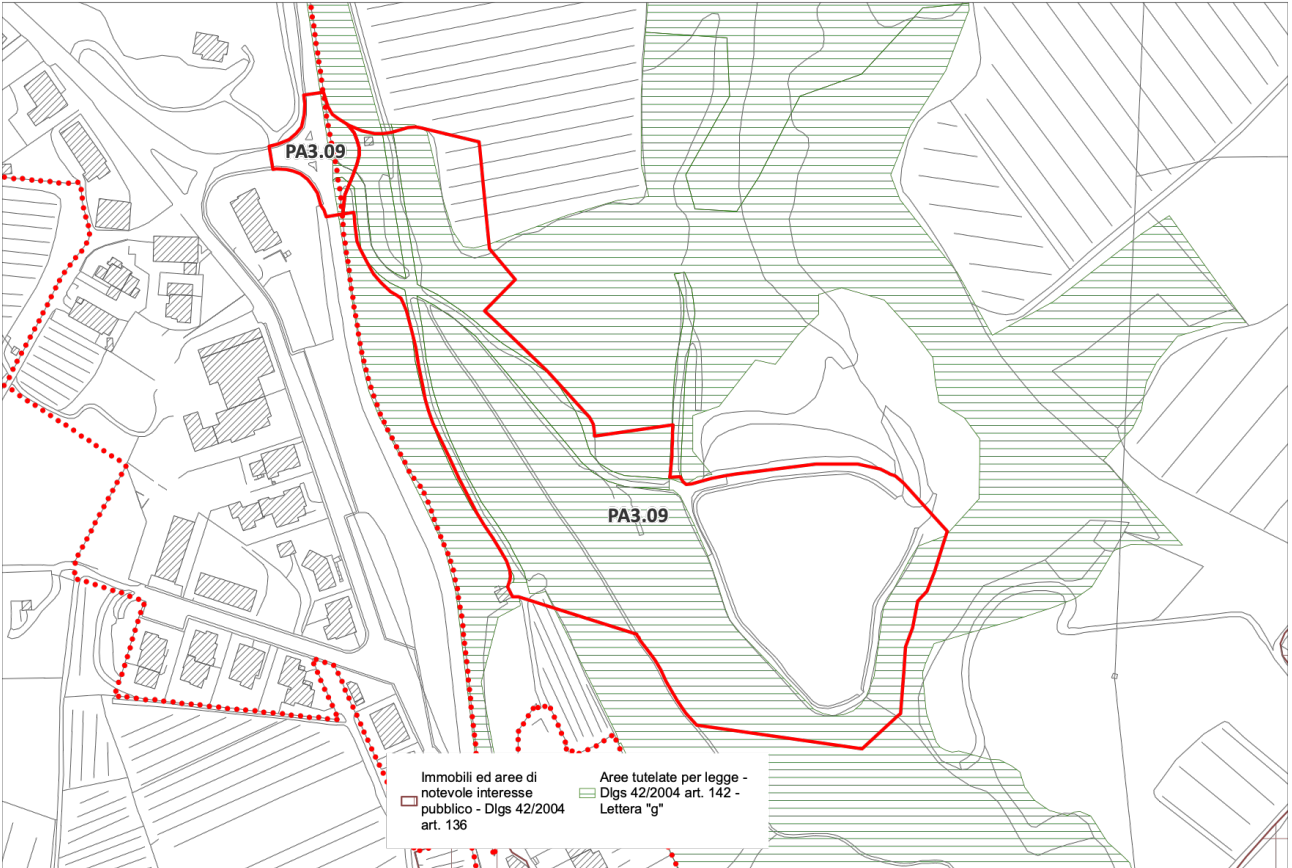 PA3.09
PA3.09
Immobili ed aree di
notevole interesse
pubblico - Dlgs 42/2004
art. 136
Aree tutelate per legge -
Dlgs 42/2004 art. 142 -
Lettera "g"